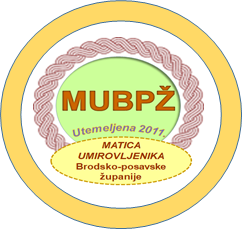 MUBPŽ
Utemeljena 2011.
MATICA
UMIROVLJENIKA
Brodsko-posavske
županije